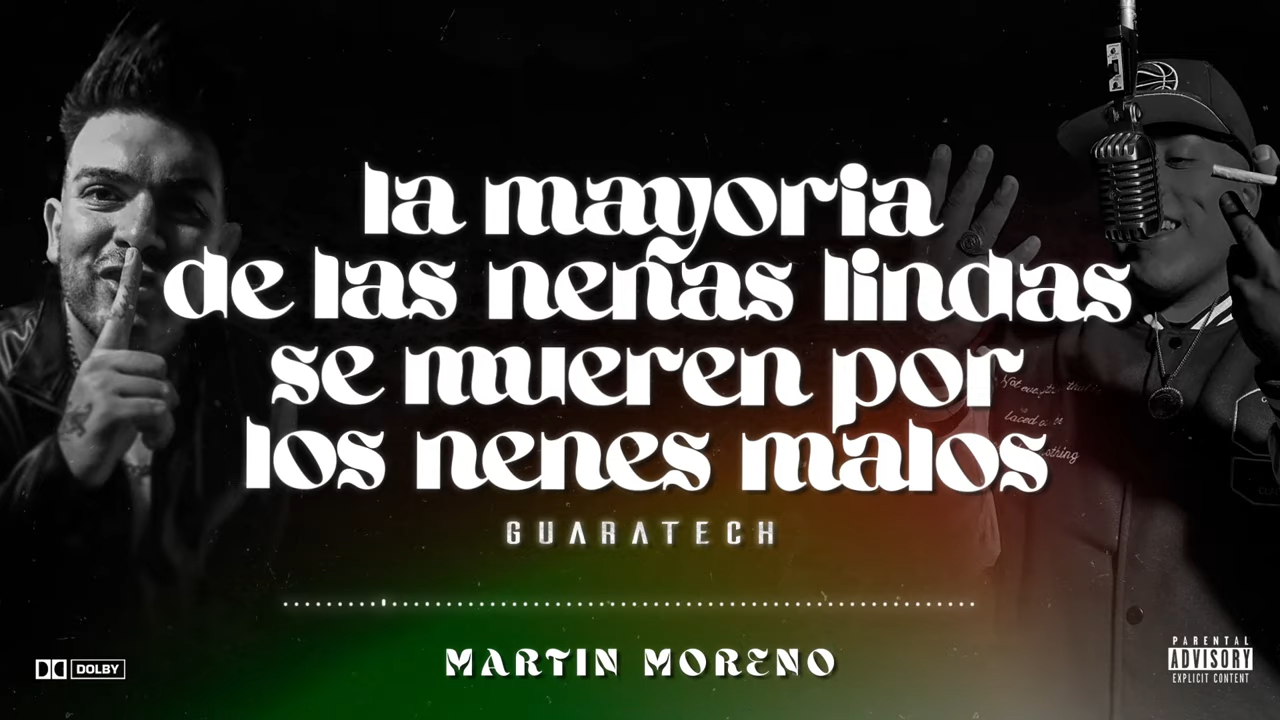 la mayoria
de las nenas lindas
se mueren por
los nenes malos
GUARATECH
MARTIN MORENO
DOLBY
PARENTAL
ADVISORY
EXPLICIT CONTENT